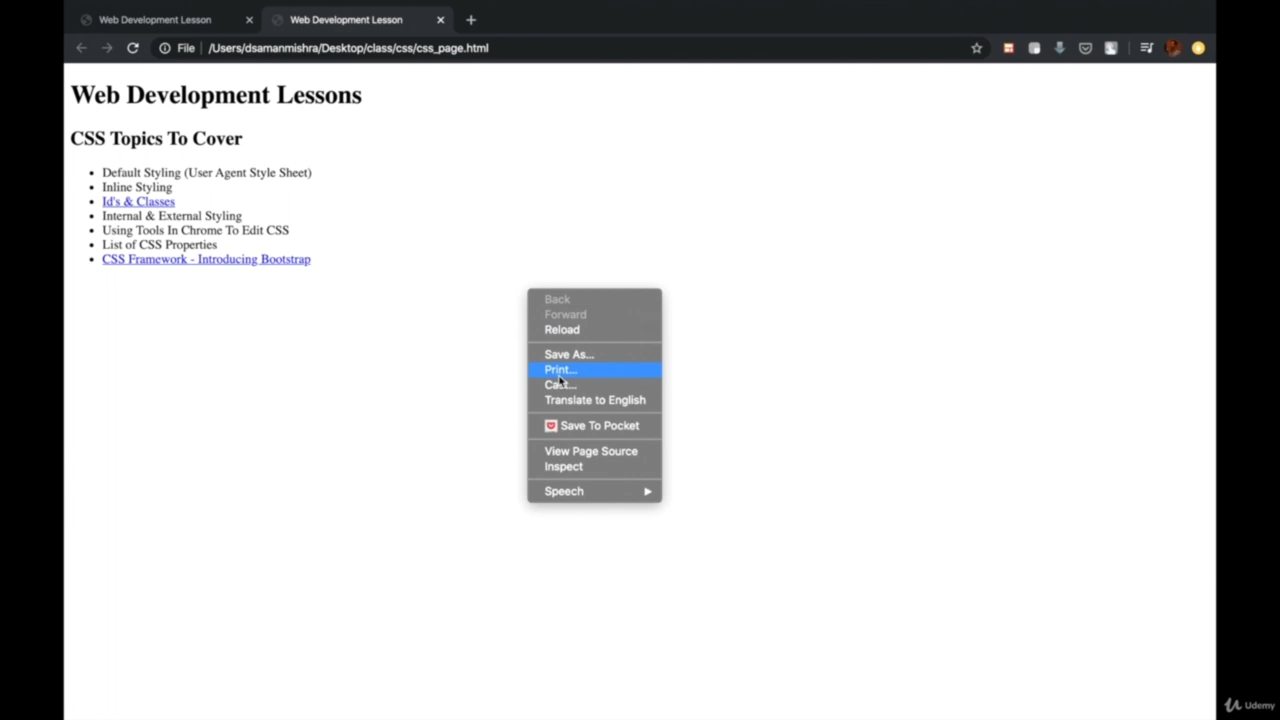 Web Development Lesson
Web Development Lesson
File /Users/dsamanmishra/Desktop/class/css/css_page.html
Web Development Lessons
CSS Topics To Cover
Default Styling (User Agent Style Sheet)
Inline Styling
Id's & Classes
Internal & External Styling
Using Tools In Chrome To Edit CSS
List of CSS Properties
CSS Framework - Introducing Bootstrap
Back
Forward
Reload
Save As...
Print...
Cast...
Translate to English
Save To Pocket
View Page Source
Inspect
Speech
Udemy